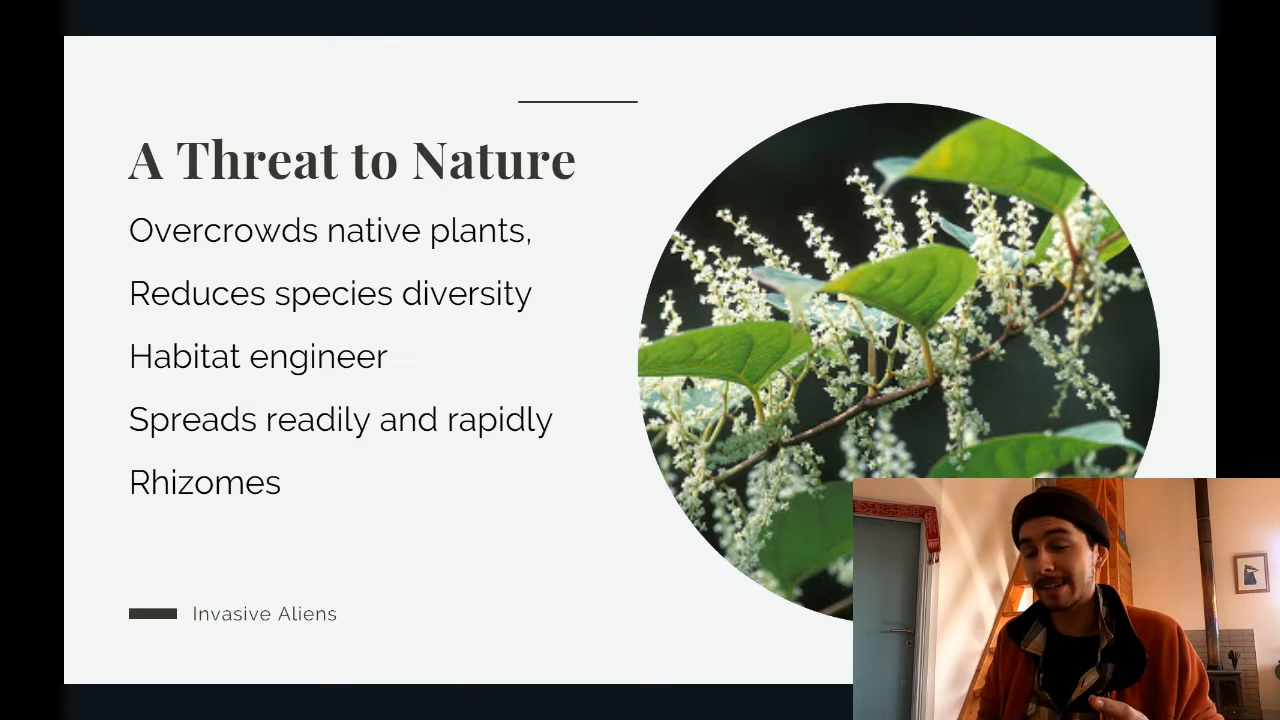 A Threat to Nature
Overcrowds native plants,
Reduces species diversity
Habitat engineer
Spreads readily and rapidly
Rhizomes
Invasive Aliens